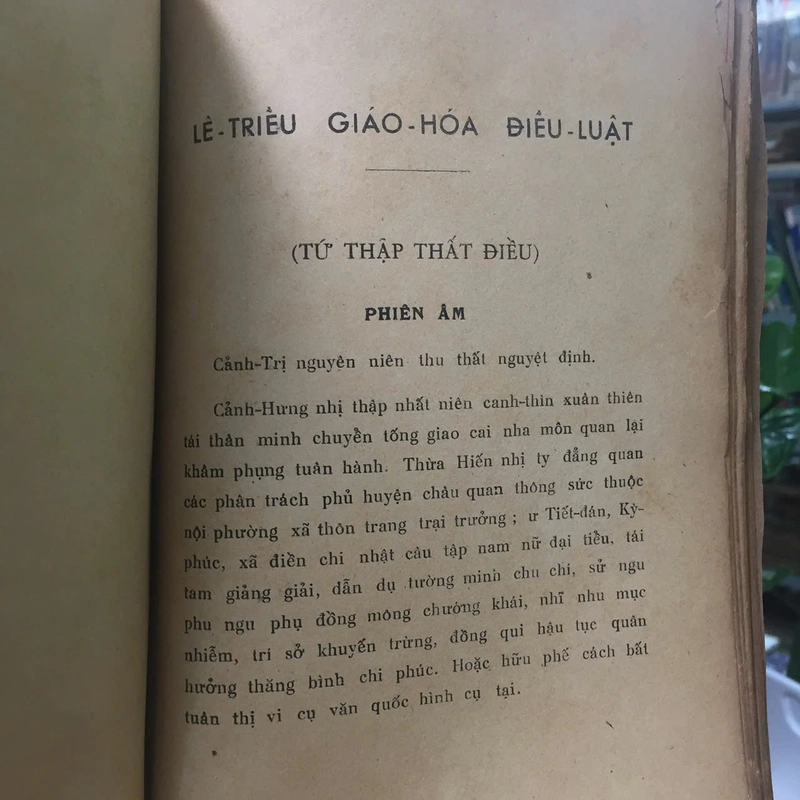 LÊ-TRIỀU GIÁO-HÓA ĐIỀU-LUẬT
(TỨ THẬP THẤT ĐIỀU)
PHIÊN ÂM
Cảnh-Trị nguyên niên thu thất nguyệt định.
Cảnh-Hưng nhị thập nhất niên canh-thìn xuân thiên
tái thân minh chuyển tống giao cai nha môn quan lại
khâm phụng tuân hành. Thừa Hiến nhị ty đẳng quan
các phân trách phủ huyện châu quan thông sức thuộc
nội phường xã thôn trang trại trưởng ; ư Tiết-đán, Kỳ-
phúc, xã điền chi nhật câu tập nam nữ đại tiểu, tái
tam giảng giải, dẫn dụ tường minh chu chí, sử ngu
phu ngu phụ đồng mông chướng khái, nhĩ nhu mục
nhiễm, tri sở khuyến trừng, đồng qui hậu tục quân
hưởng thăng bình chi phúc. Hoặc hữu phế cách bất
tuân thị vi cụ văn quốc hình cụ tại.